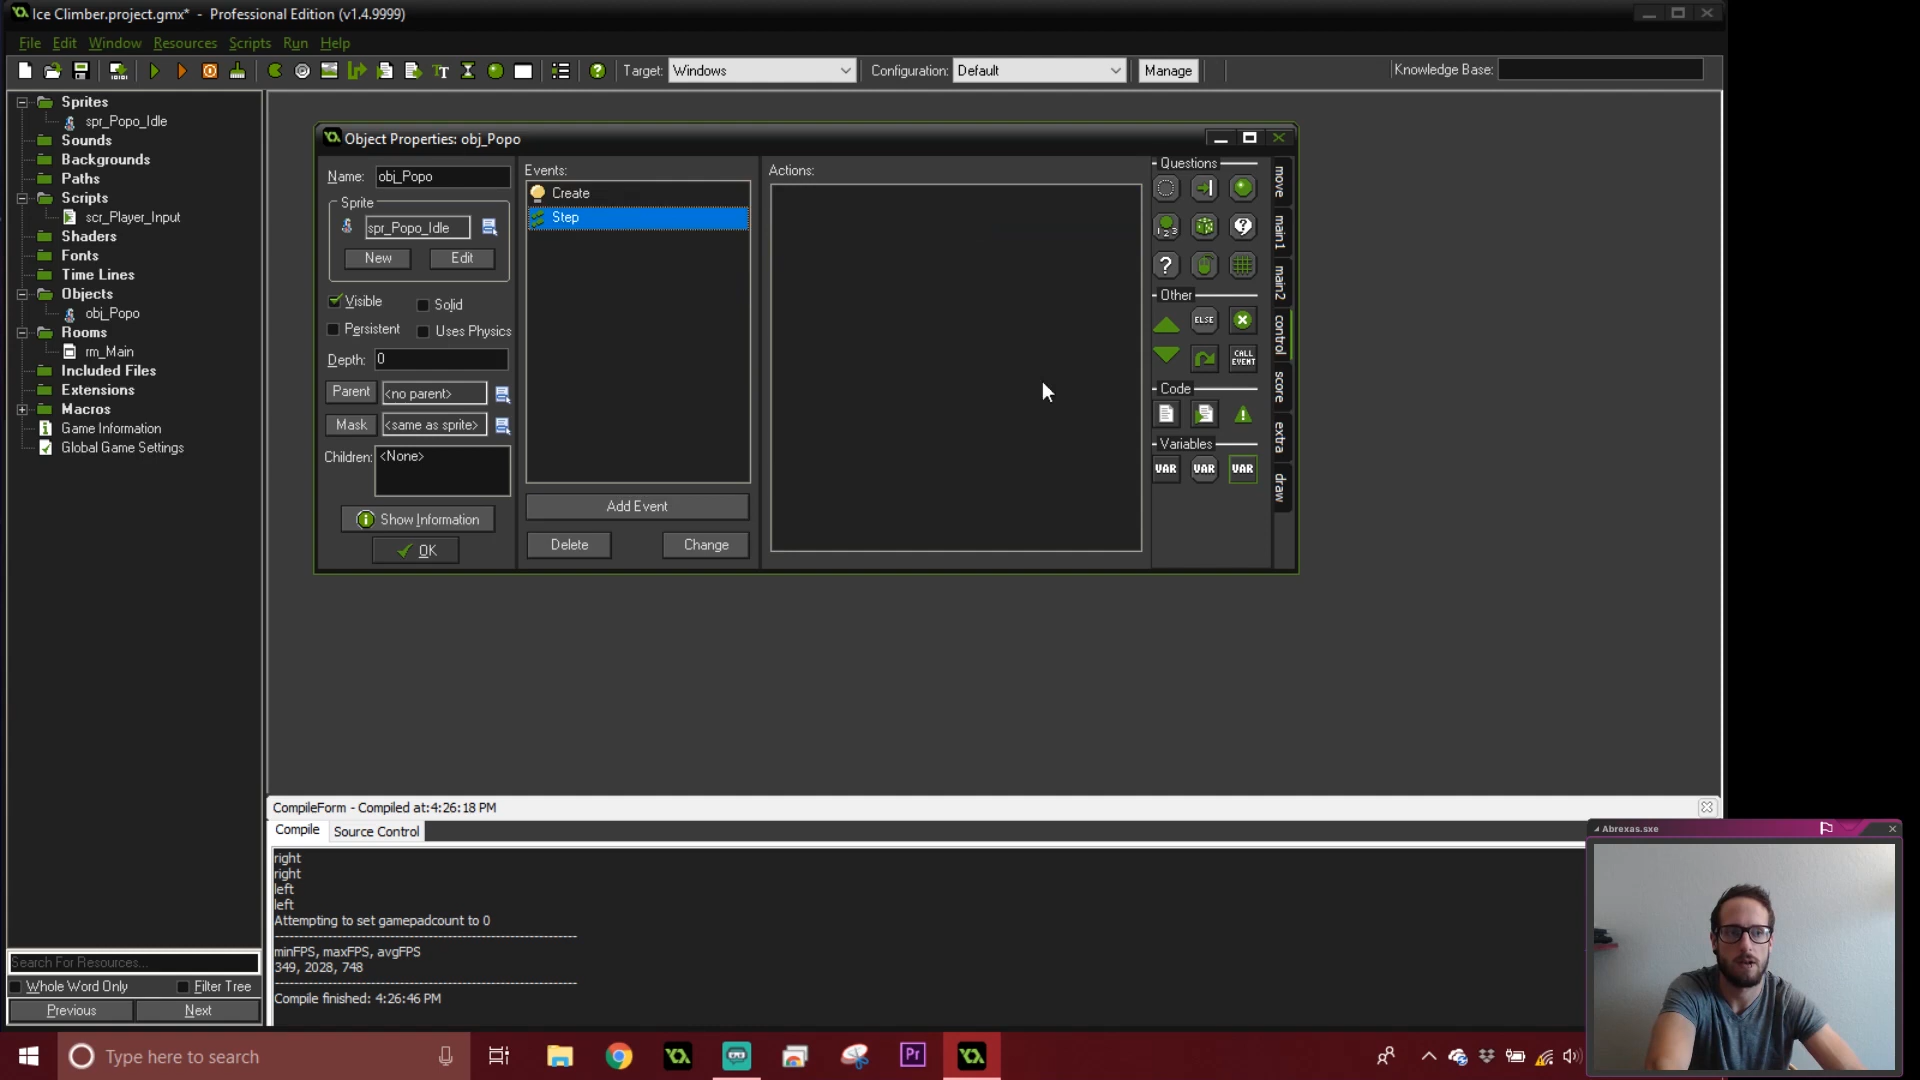 Ice Climber.project.gmx* - Professional Edition (v1.4.9999)
File Edit Window Resources Scripts Run Help
Target: Windows Configuration: Default Manage Knowledge Base:
Sprites
spr_Popo_Idle
Sounds
Backgrounds
Paths
Scripts
scr_Player_Input
Shaders
Fonts
Time Lines
Objects
obj_Popo
Rooms
rm_Main
Included Files
Extensions
Macros
Game Information
Global Game Settings
Search For Resources...
Whole Word Only Filter Tree
Previous Next
Object Properties: obj_Popo
Name: obj_Popo
Sprite
spr_Popo_Idle
New Edit
Visible Solid
Persistent Uses Physics
Depth: 0
Parent <no parent>
Mask <same as sprite>
Children: <None>
Show Information
OK
Events:
Create
Step
Add Event
Delete Change
Actions:
Questions
1 2 3
?
Other
ELSE
CALL EVENT
Code
Variables
VAR VAR VAR
move
main1
main2
control
score
extra
draw
CompileForm - Compiled at:4:26:18 PM
Compile Source Control
right
right
left
left
Attempting to set gamepadcount to 0
minFPS, maxFPS, avgFPS
349, 2028, 748
Compile finished: 4:26:46 PM
Abrexas.sxe
Type here to search
Pr